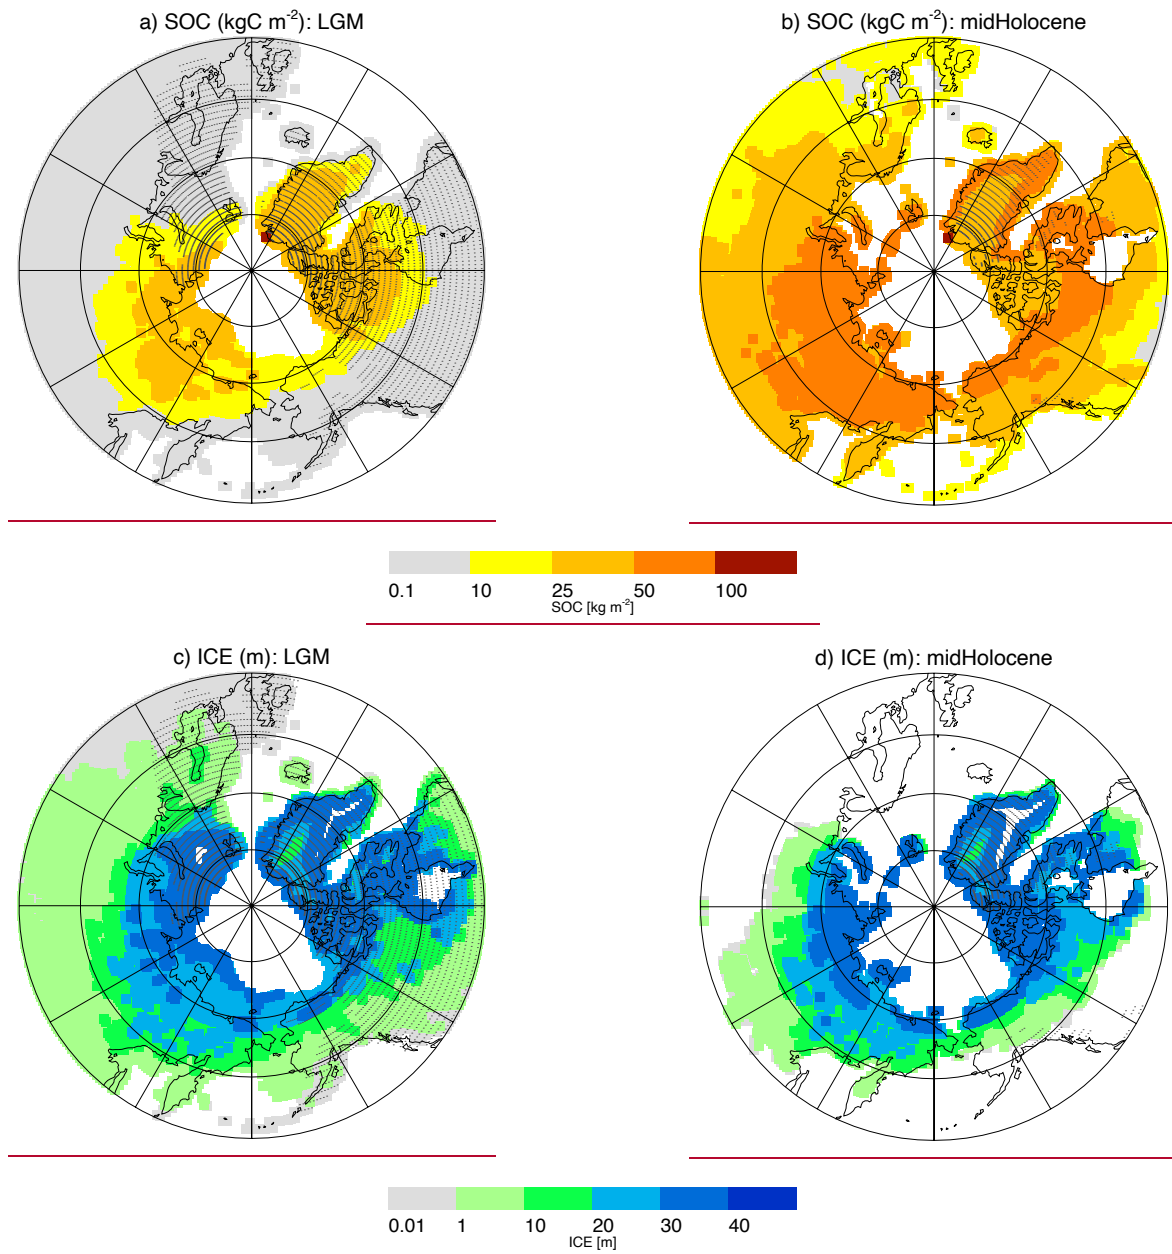 a) SOC (kgC m⁻²): LGM
b) SOC (kgC m⁻²): midHolocene
0.1 10 25 50 100
SOC [kg m⁻²]
c) ICE (m): LGM
d) ICE (m): midHolocene
0.01 1 10 20 30 40
ICE [m]